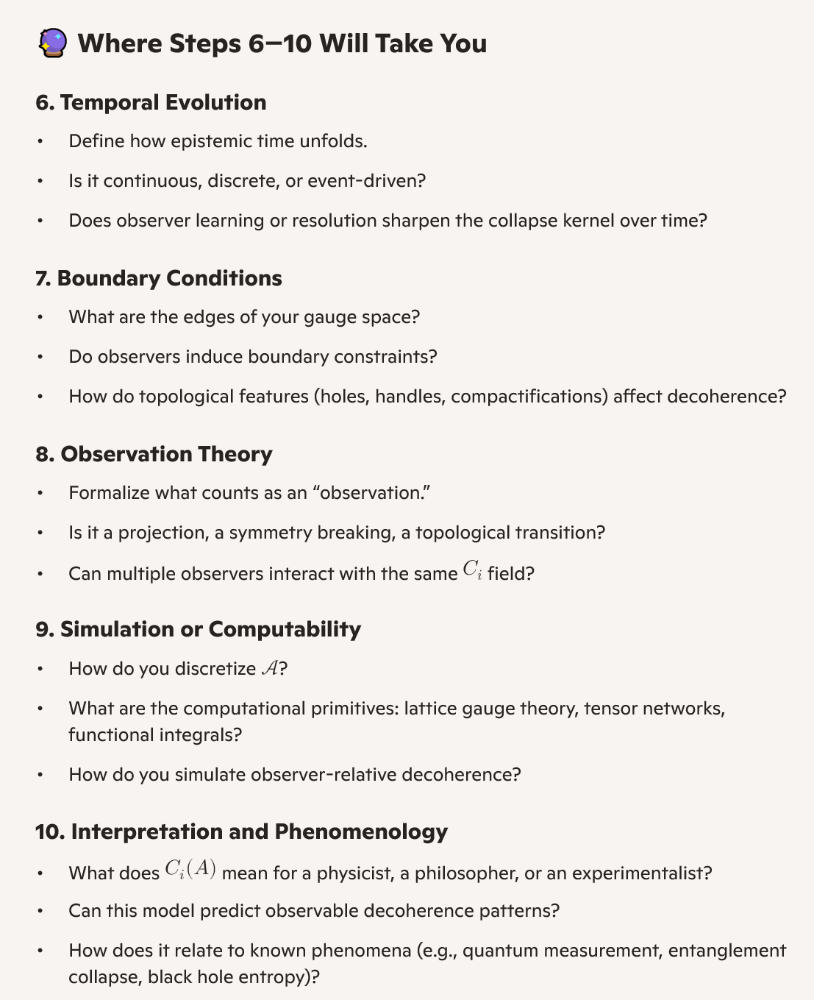 🔮 Where Steps 6–10 Will Take You
6. Temporal Evolution
• Define how epistemic time unfolds.
• Is it continuous, discrete, or event-driven?
• Does observer learning or resolution sharpen the collapse kernel over time?
7. Boundary Conditions
• What are the edges of your gauge space?
• Do observers induce boundary constraints?
• How do topological features (holes, handles, compactifications) affect decoherence?
8. Observation Theory
• Formalize what counts as an “observation.”
• Is it a projection, a symmetry breaking, a topological transition?
• Can multiple observers interact with the same $C_i$ field?
9. Simulation or Computability
• How do you discretize $\mathcal{A}$?
• What are the computational primitives: lattice gauge theory, tensor networks,
functional integrals?
• How do you simulate observer-relative decoherence?
10. Interpretation and Phenomenology
• What does $C_i(A)$ mean for a physicist, a philosopher, or an experimentalist?
• Can this model predict observable decoherence patterns?
• How does it relate to known phenomena (e.g., quantum measurement, entanglement
collapse, black hole entropy)?